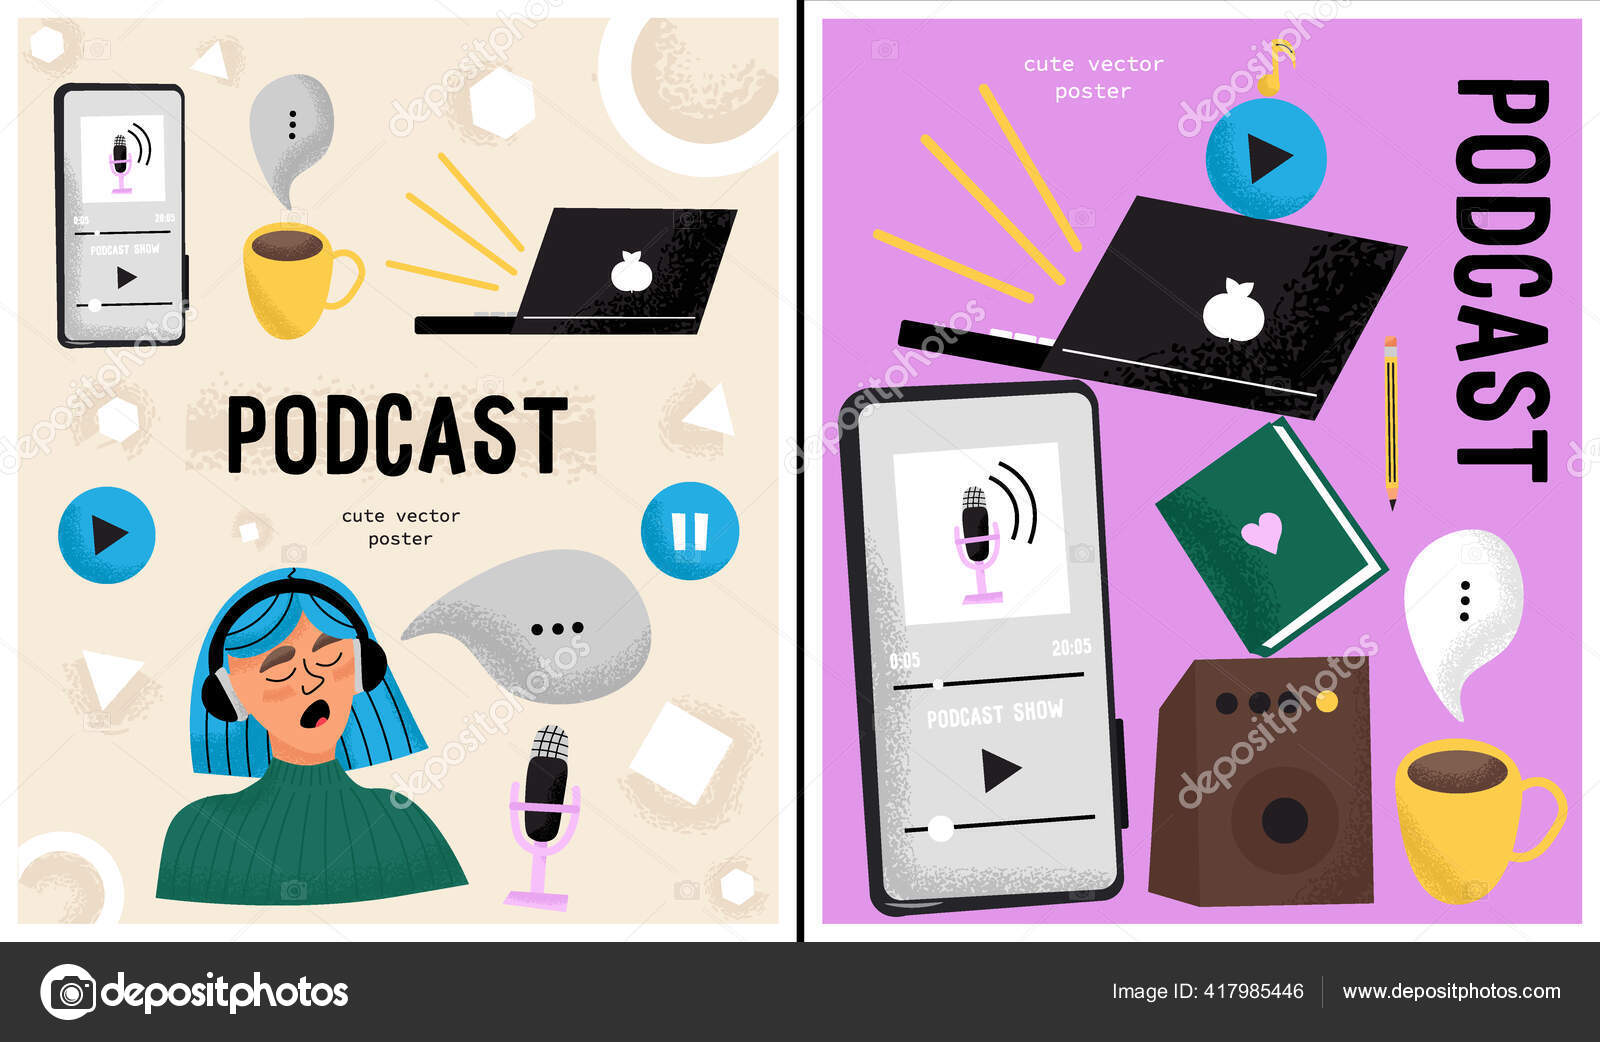 0:05 20:05
PODCAST SHOW
PODCAST
cute vector
poster
cute vector
poster
PODCAST
0:05 20:05
PODCAST SHOW
depositphotos
Image ID: 417985446 www.depositphotos.com